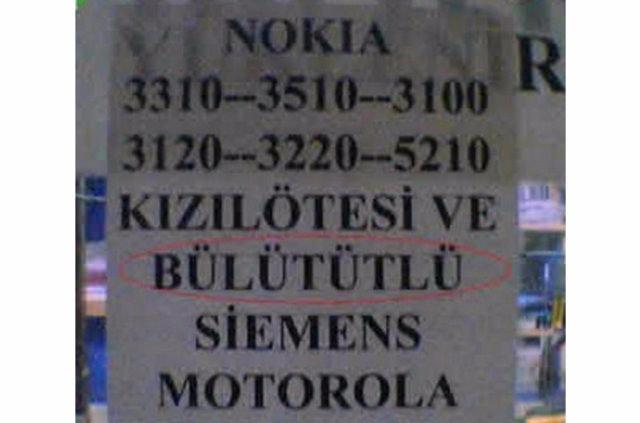 NOKIA
3310--3510--3100
3120--3220--5210
KIZILÖTESİ VE
BÜLÜTÜTLÜ
SİEMENS
MOTOROLA
R